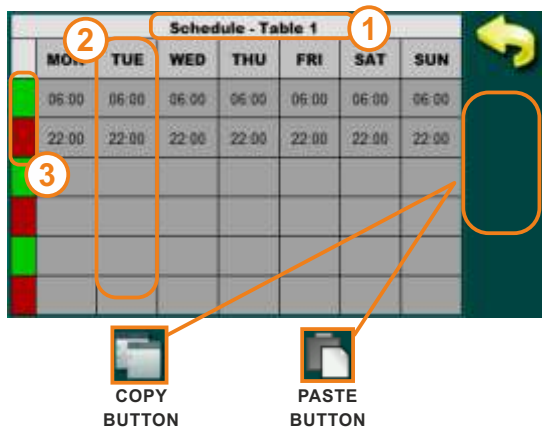 Schedule - Table 1
1
2
MON TUE WED THU FRI SAT SUN
06:00 06:00 06:00 06:00 06:00 06:00 06:00
22:00 22:00 22:00 22:00 22:00 22:00 22:00
3
COPY PASTE
BUTTON BUTTON